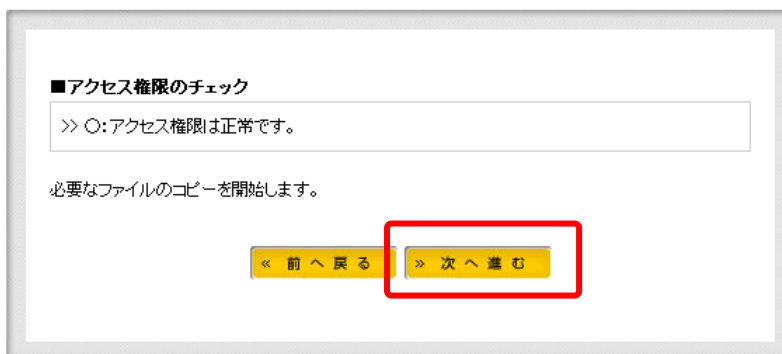 ■アクセス権限のチェック
>> ○:アクセス権限は正常です。
必要なファイルのコピーを開始します。
« 前へ戻る » 次へ進む